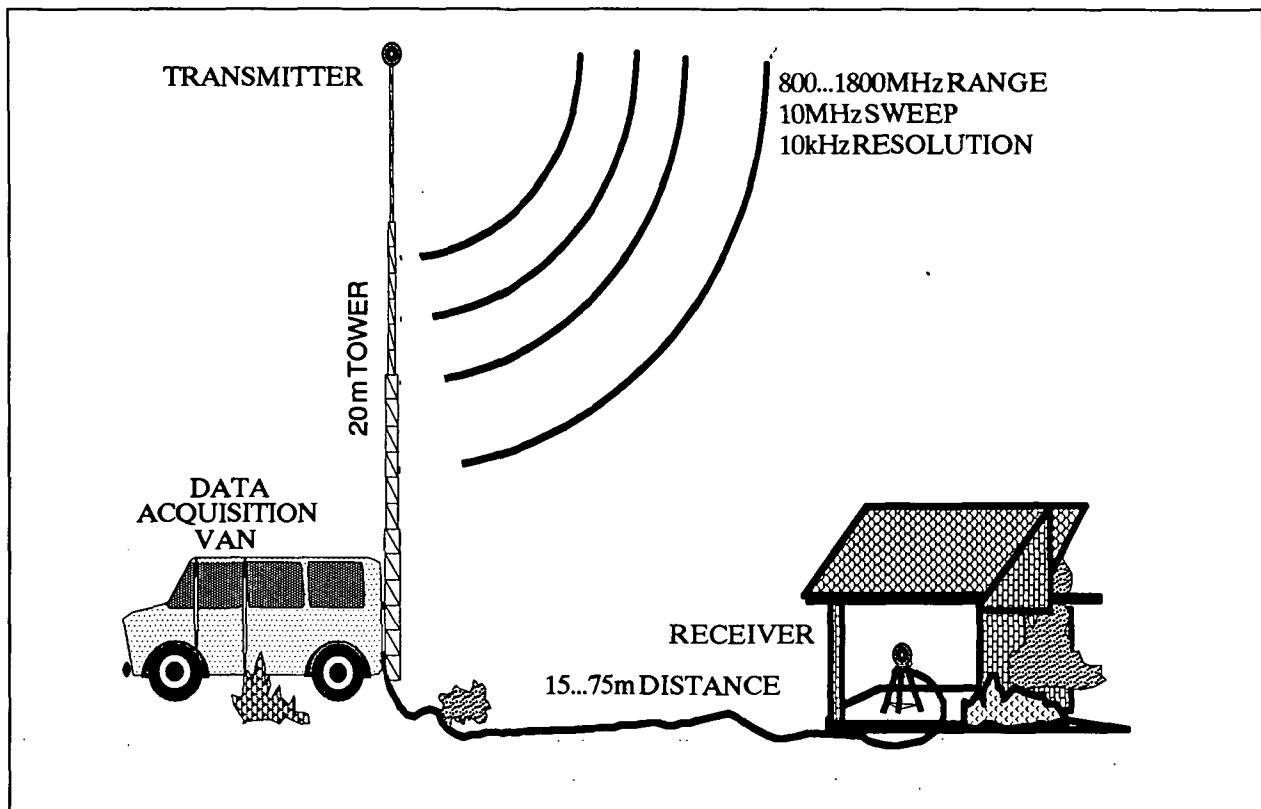 TRANSMITTER
800...1800MHz RANGE
10MHz SWEEP
10kHz RESOLUTION
20m TOWER
DATA
ACQUISITION
VAN
RECEIVER
15...75m DISTANCE